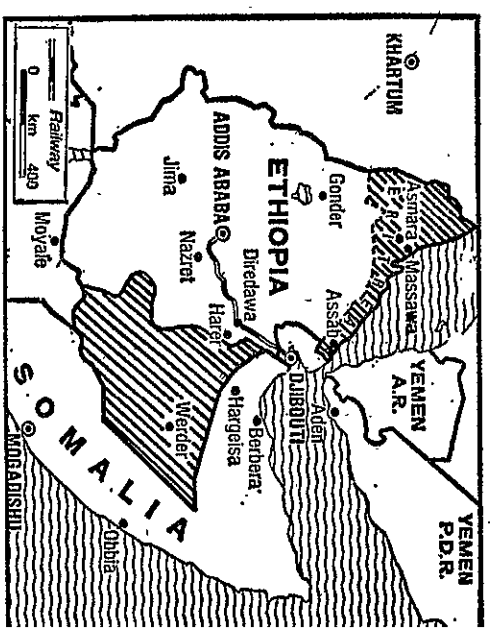 KHARTUM
YEMEN
P.D.R.
YEMEN
A.R.
Asmara
Massawa
Gonder
Assab
Aden
ETHIOPIA
DJIBOUTI
ADDIS ABABA
Diredawa
Berbera
Hargeisa
Harer
Nazret
Jima
Werder
SOMALIA
Obbia
Moyale
MOGADISHU
Railway
0 km 400